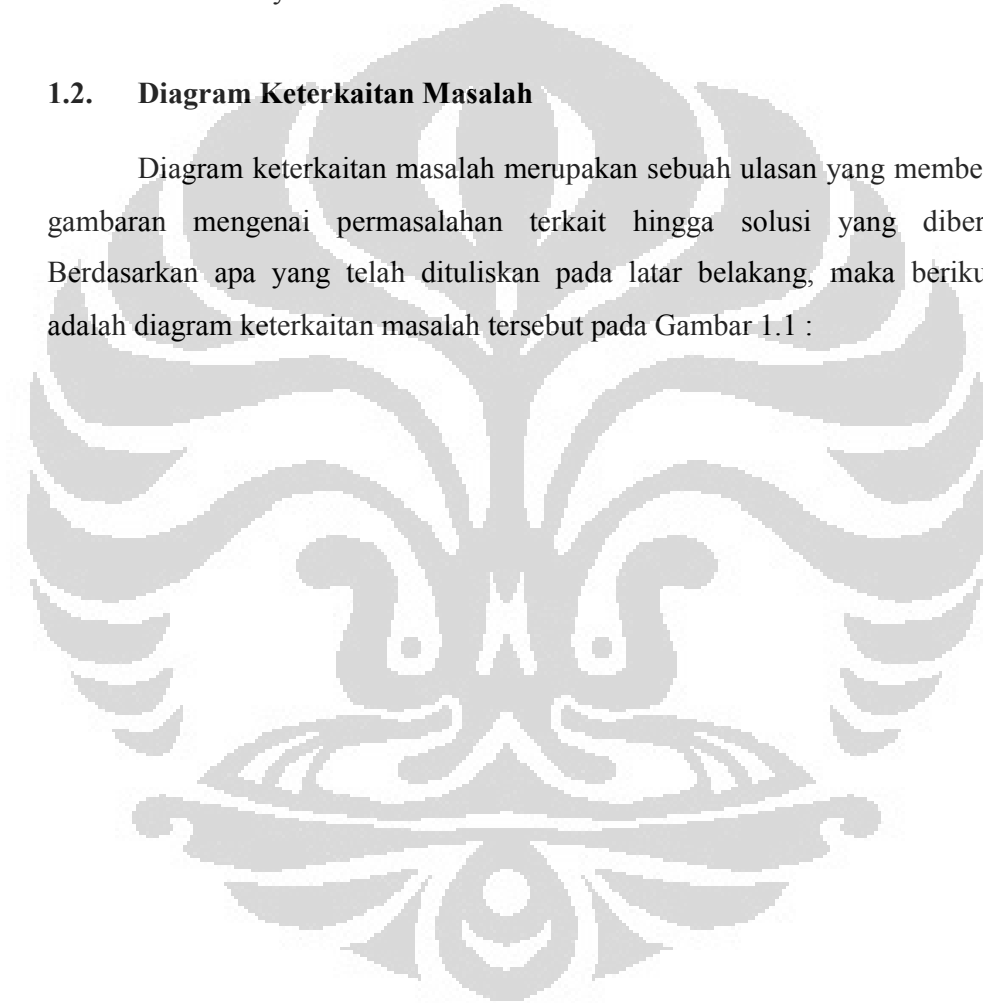 1.2. Diagram Keterkaitan Masalah
Diagram keterkaitan masalah merupakan sebuah ulasan yang membe
gambaran mengenai permasalahan terkait hingga solusi yang diber
Berdasarkan apa yang telah dituliskan pada latar belakang, maka beriku
adalah diagram keterkaitan masalah tersebut pada Gambar 1.1 :